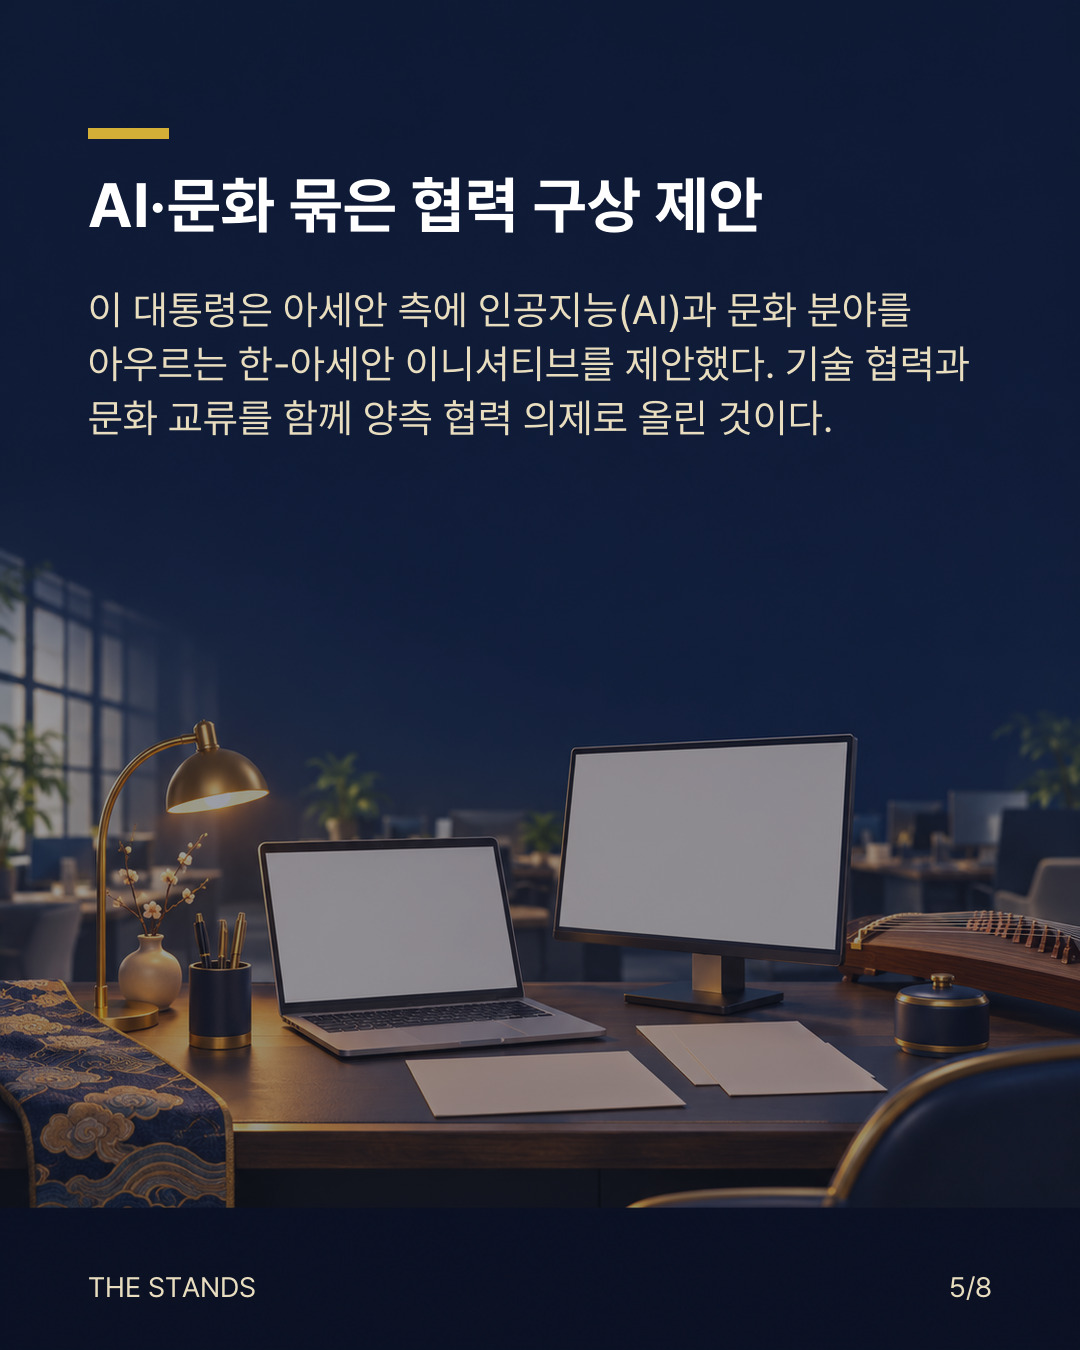 AI·문화 묶은 협력 구상 제안
이 대통령은 아세안 측에 인공지능(AI)과 문화 분야를
아우르는 한-아세안 이니셔티브를 제안했다. 기술 협력과
문화 교류를 함께 양측 협력 의제로 올린 것이다.
THE STANDS
5/8